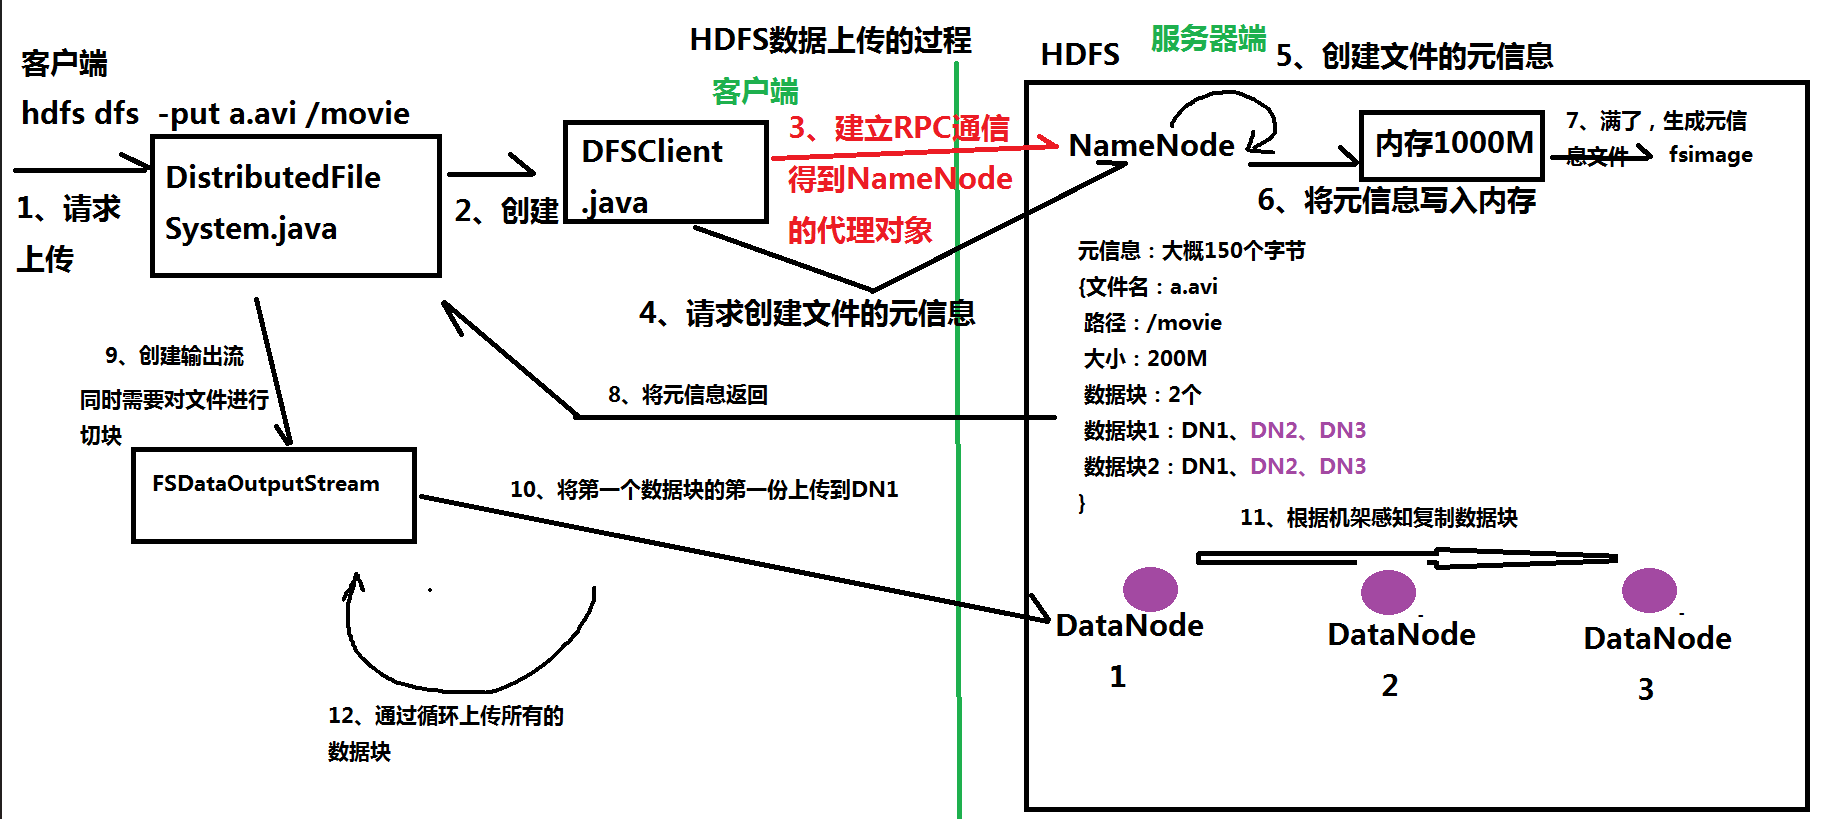 HDFS数据上传的过程
客户端
hdfs dfs  -put a.avi /movie
1、请求
上传
DistributedFile
System.java
2、创建
DFSClient
.java
客户端
3、建立RPC通信
得到NameNode
的代理对象
4、请求创建文件的元信息
HDFS
服务器端
5、创建文件的元信息
NameNode
内存1000M
6、将元信息写入内存
7、满了，生成元信
息文件
fsimage
元信息：大概150个字节
{文件名：a.avi
路径：/movie
大小：200M
数据块：2个
数据块1：DN1、DN2、DN3
数据块2：DN1、DN2、DN3
}
8、将元信息返回
9、创建输出流
同时需要对文件进行
切块
FSDataOutputStream
10、将第一个数据块的第一份上传到DN1
11、根据机架感知复制数据块
DataNode
1
DataNode
2
DataNode
3
12、通过循环上传所有的
数据块